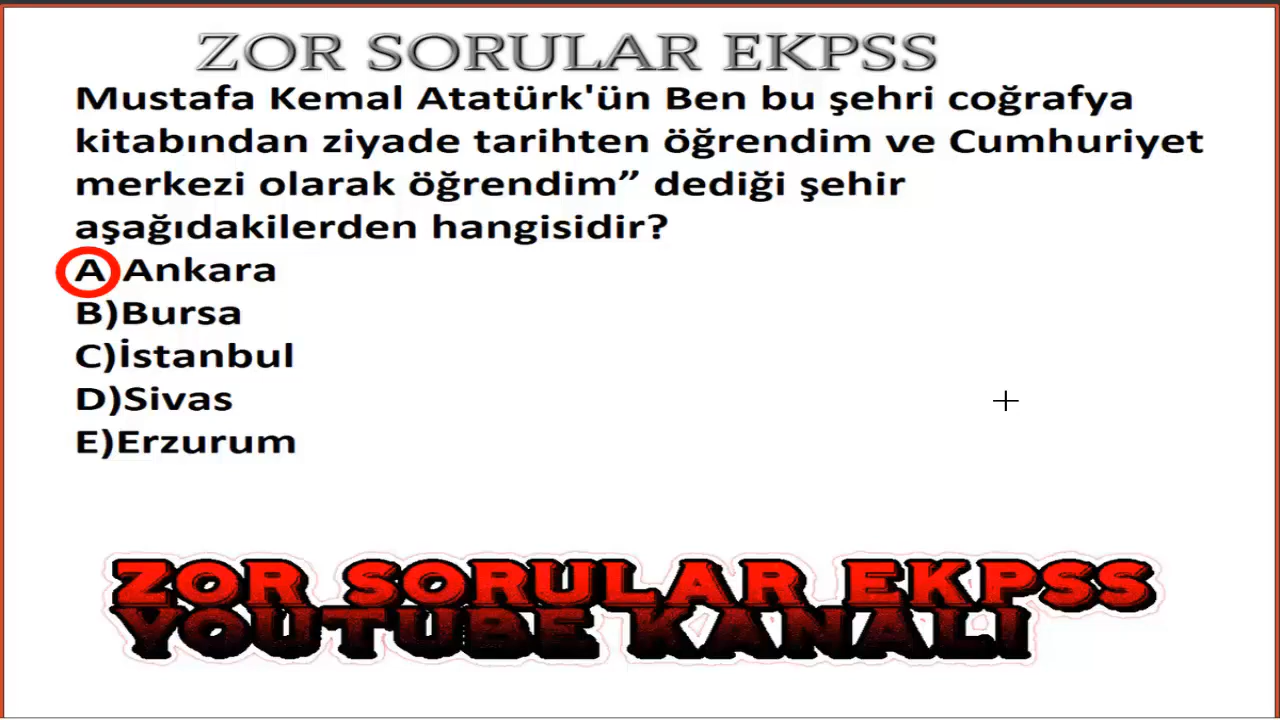 ZOR SORULAR EKPSS
Mustafa Kemal Atatürk'ün Ben bu şehri coğrafya
kitabından ziyade tarihten öğrendim ve Cumhuriyet
merkezi olarak öğrendim” dediği şehir
aşağıdakilerden hangisidir?
A Ankara
B)Bursa
C)İstanbul
D)Sivas
E)Erzurum
ZOR SORULAR EKPSS
YOUTUBE KANALI